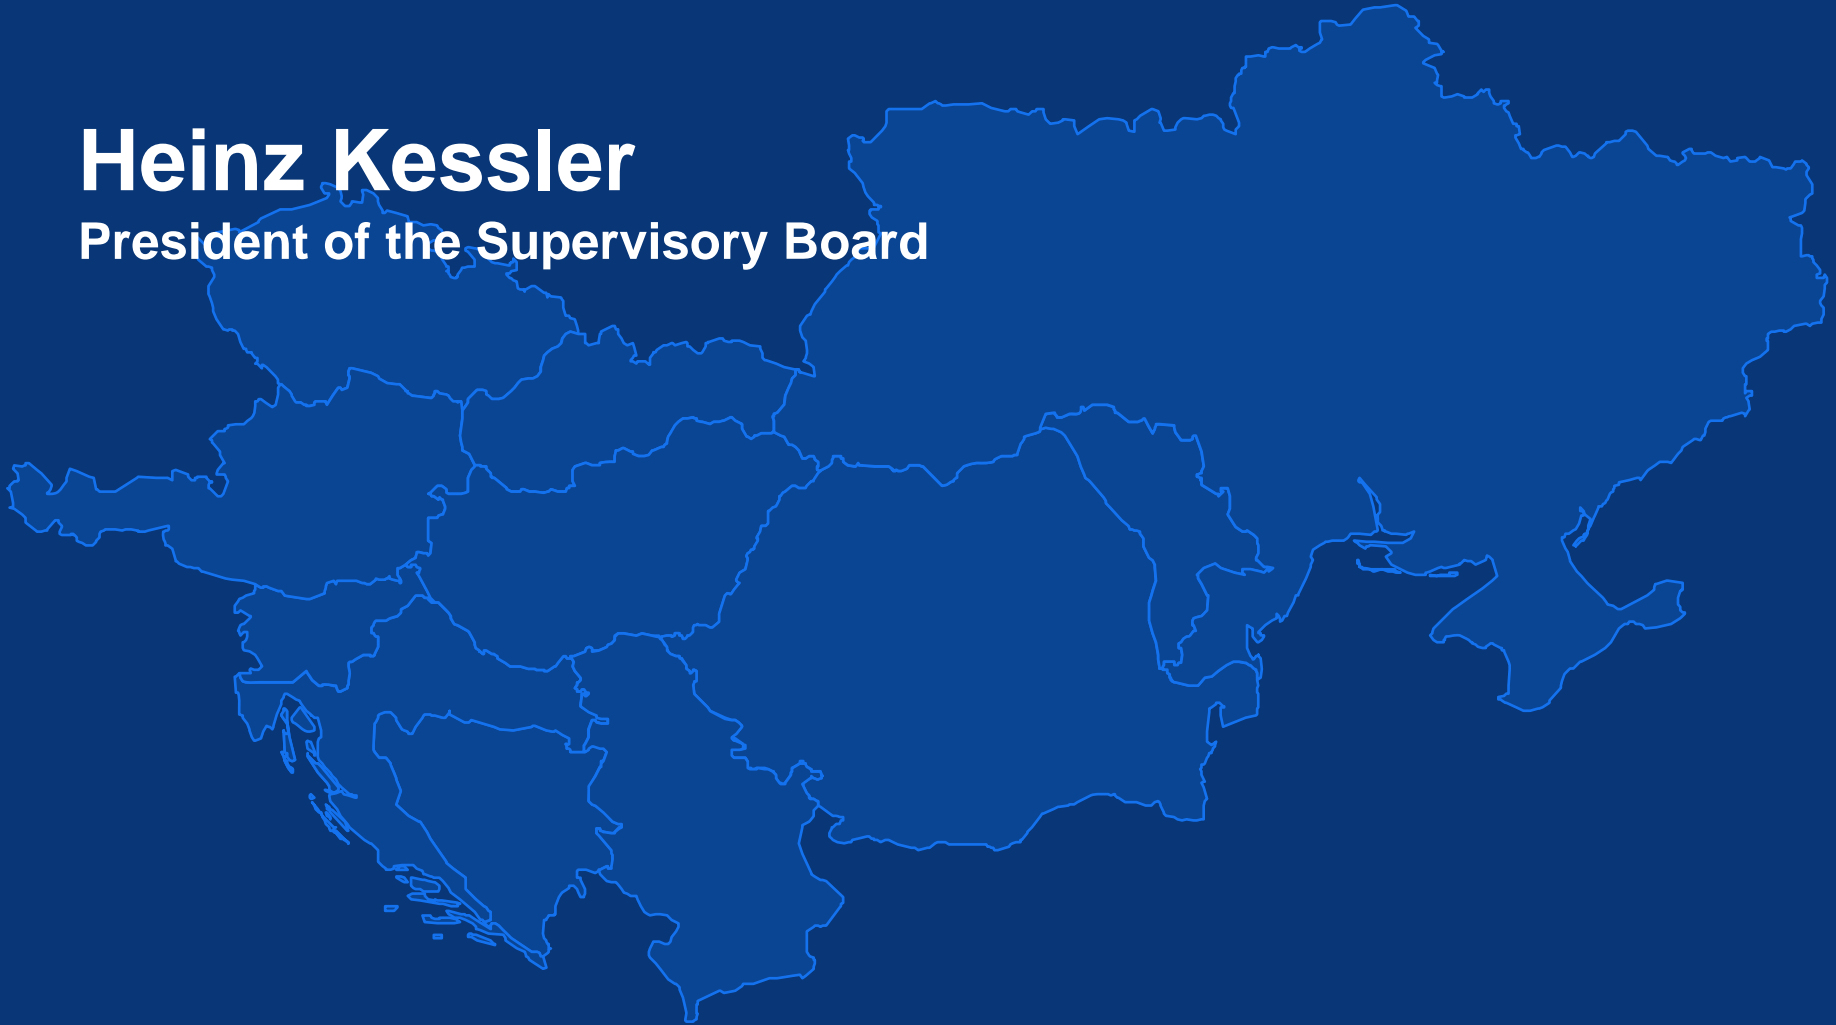 Heinz Kessler
President of the Supervisory Board